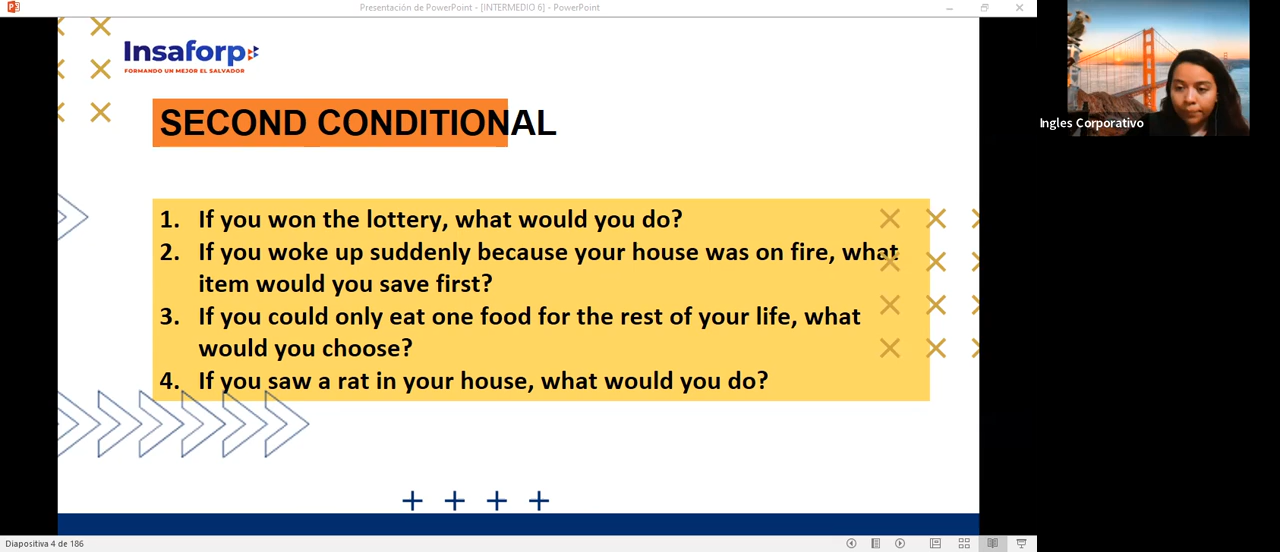 Presentación de PowerPoint - [INTERMEDIO 6] - PowerPoint
Insaforp
FORMANDO UN MEJOR EL SALVADOR
SECOND CONDITIONAL
1. If you won the lottery, what would you do?
2. If you woke up suddenly because your house was on fire, what
item would you save first?
3. If you could only eat one food for the rest of your life, what
would you choose?
4. If you saw a rat in your house, what would you do?
Ingles Corporativo
Diapositiva 4 de 186